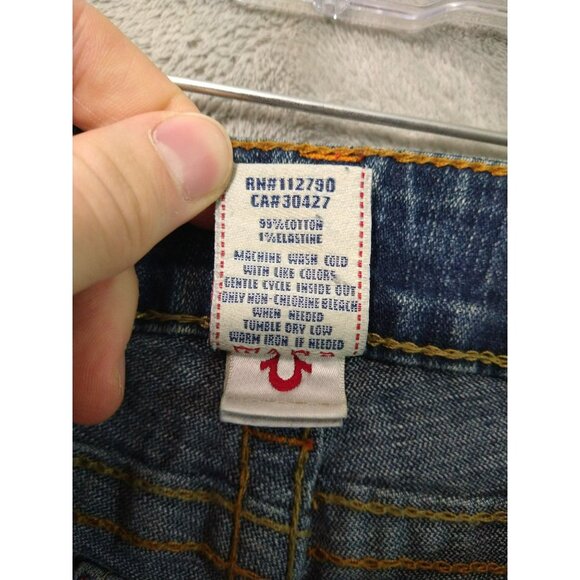 RN#112790
CA#30427
99%COTTON
1%ELASTINE
MACHINE WASH COLD
WITH LIKE COLORS
GENTLE CYCLE INSIDE OUT
ONLY NON-CHLORINE BLEACH
WHEN NEEDED
TUMBLE DRY LOW
WARM IRON IF NEEDED